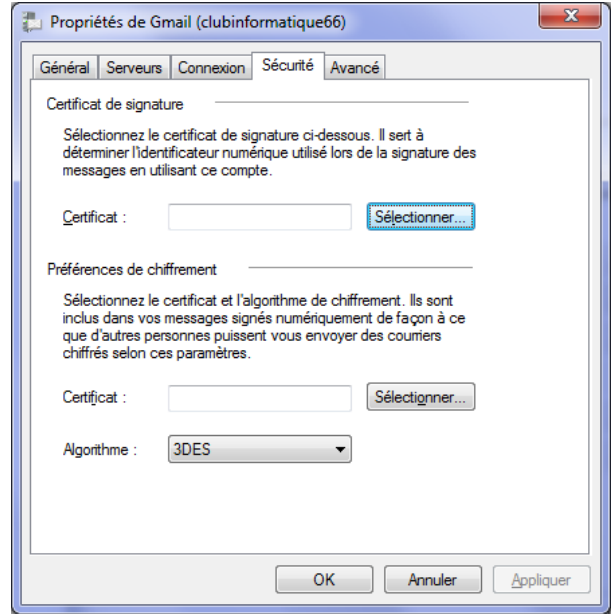 Propriétés de Gmail (clubinformatique66)
Général Serveurs Connexion Sécurité Avancé
Certificat de signature
Sélectionnez le certificat de signature ci-dessous. Il sert à
déterminer l'identificateur numérique utilisé lors de la signature des
messages en utilisant ce compte.
Certificat : Sélectionner...
Préférences de chiffrement
Sélectionnez le certificat et l'algorithme de chiffrement. Ils sont
inclus dans vos messages signés numériquement de façon à ce
que d'autres personnes puissent vous envoyer des courriers
chiffrés selon ces paramètres.
Certificat : Sélectionner...
Algorithme : 3DES
OK Annuler Appliquer